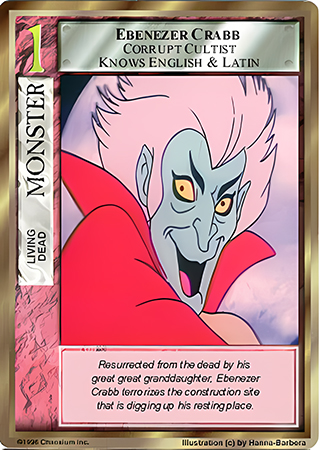 1
EBENEZER CRABB
CORRUPT CULTIST
KNOWS ENGLISH & LATIN
MONSTER
LIVING
DEAD
Resurrected from the dead by his
great great granddaughter, Ebenezer
Crabb terrorizes the construction site
that is digging up his resting place.
©1996 Chaosium Inc.
Illustration (c) by Hanna-Barbera